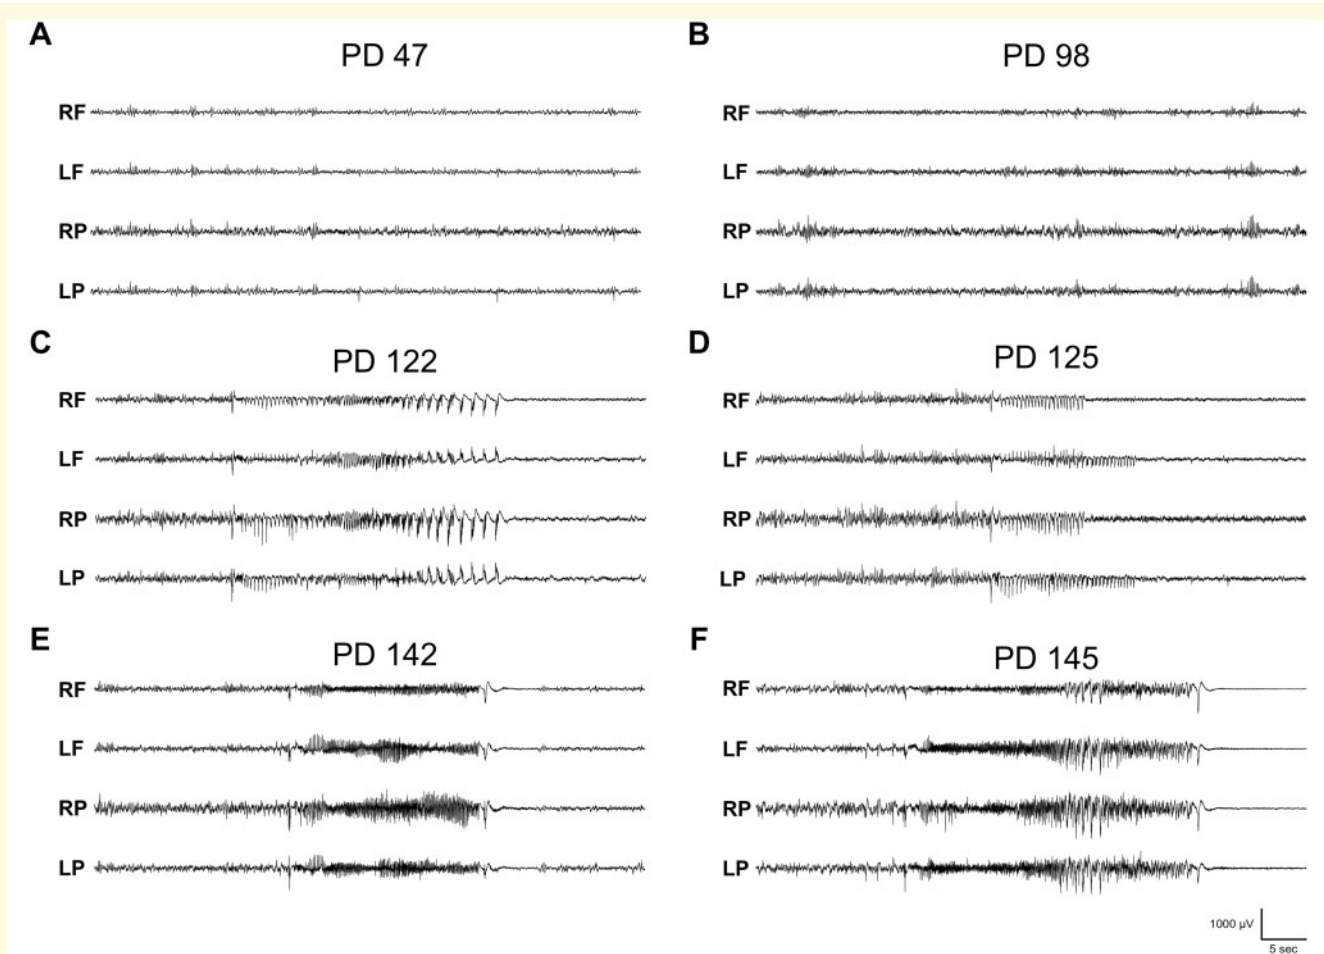 A
PD 47
RF
LF
RP
LP
B
PD 98
RF
LF
RP
LP
C
PD 122
RF
LF
RP
LP
D
PD 125
RF
LF
RP
LP
E
PD 142
RF
LF
RP
LP
F
PD 145
RF
LF
RP
LP
1000 µV
5 sec